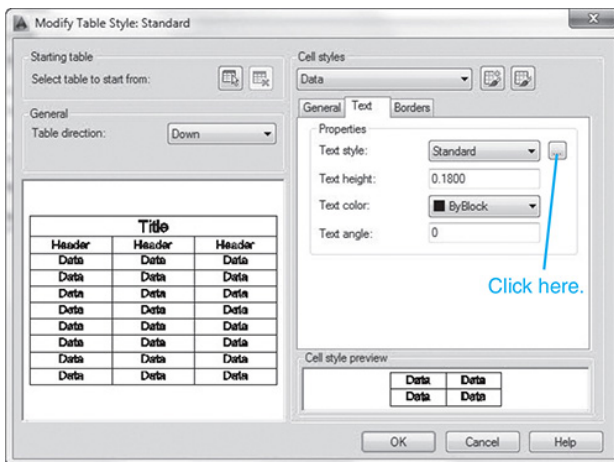 Modify Table Style: Standard
Starting table
Select table to start from:
General
Table direction:
Down
Title
Header Header Header
Data Data Data
Data Data Data
Data Data Data
Data Data Data
Data Data Data
Data Data Data
Data Data Data
Data Data Data
Cell styles
Data
General Text Borders
Properties
Text style:
Standard
...
Text height:
0.1800
Text color:
ByBlock
Text angle:
0
Click here.
Cell style preview
Data Data
Data Data
OK Cancel Help